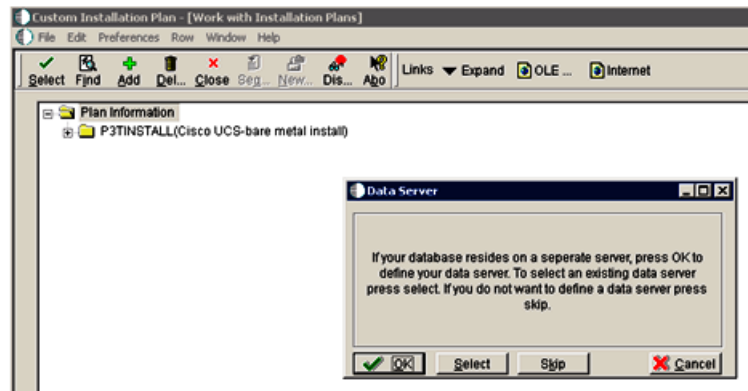 Custom Installation Plan - [Work with Installation Plans]
File Edit Preferences Row Window Help
Select Find Add Del... Close Seq... New... Dis... Abo Links Expand OLE ... Internet
Plan Information
P3TINSTALL(Cisco UCS-bare metal install)
Data Server
If your database resides on a seperate server, press OK to
define your data server. To select an existing data server
press select. If you do not want to define a data server press
skip.
OK Select Skip Cancel